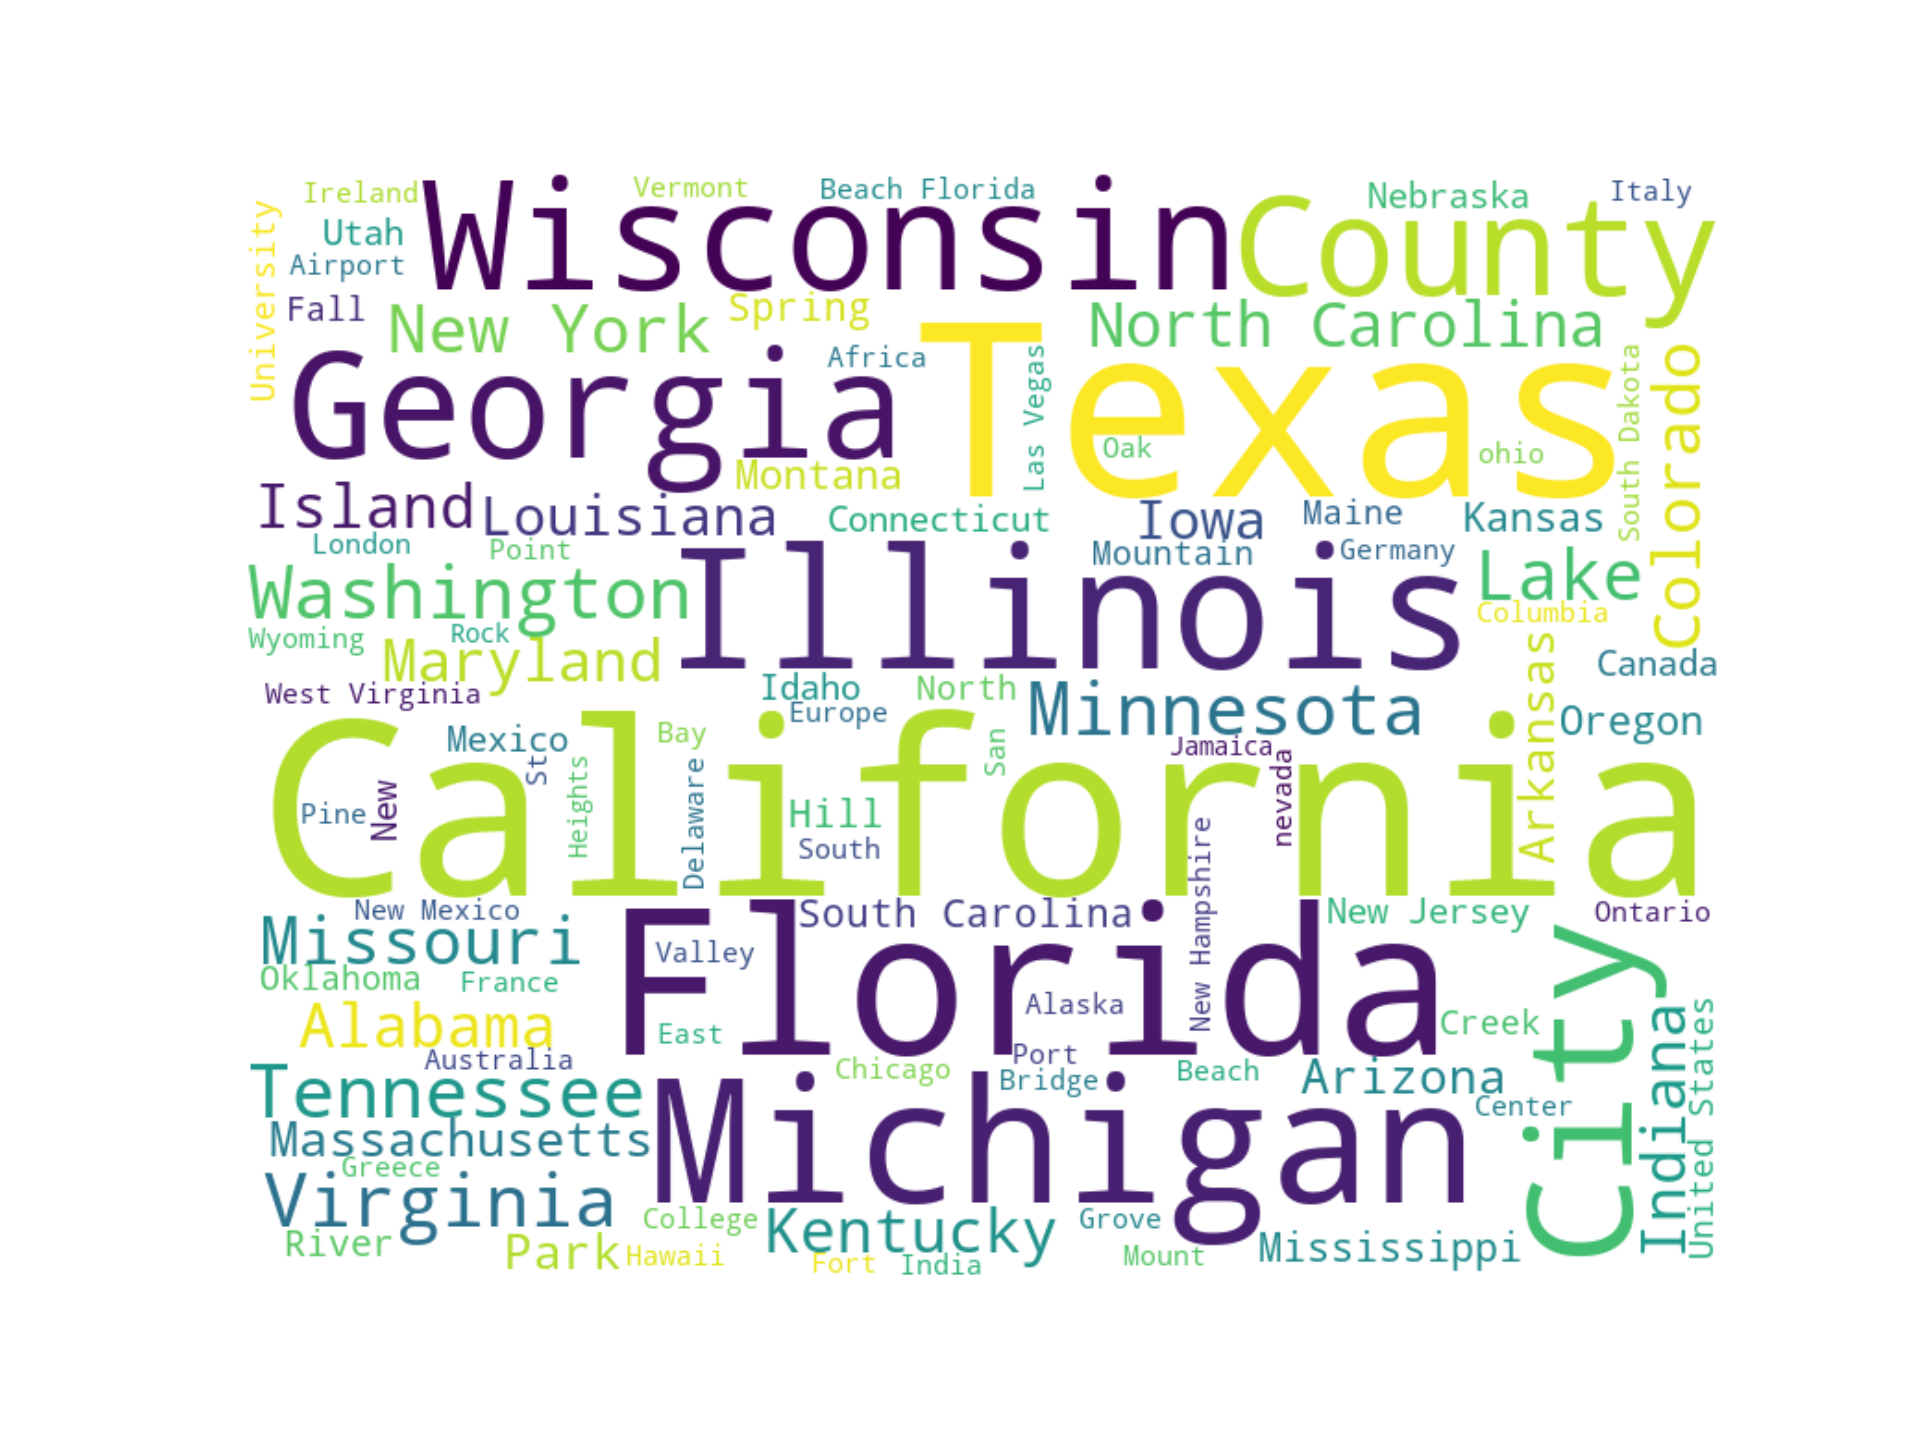 Ireland
Wisconsin
Vermont
Beach Florida
County
Nebraska
Italy
University
Utah
Airport
Fall
New York
Spring
North Carolina
Georgia
Africa
Texas
Las Vegas
Oak
ohio
South Dakota
Colorado
Montana
Island
Louisiana
Connecticut
Iowa
Maine
Kansas
London
Point
Illinois
Mountain
Germany
Lake
Washington
Columbia
Wyoming
Rock
Maryland
Arkansas
Canada
West Virginia
Idaho
North
Europe
Minnesota
Oregon
California
Mexico
St
Bay
San
Jamaica
nevada
Pine
New
Heights
Delaware
Hill
South
New Hampshire
New Mexico
South Carolina
New Jersey
Ontario
Missouri
Florida
Valley
City
Oklahoma
France
Alaska
Alabama
East
Creek
Indiana
United States
Australia
Chicago
Port
Bridge
Beach
Arizona
Tennessee
Michigan
Center
Massachusetts
Greece
Virginia
College
Kentucky
Grove
River
Park
Hawaii
Fort
India
Mount
Mississippi